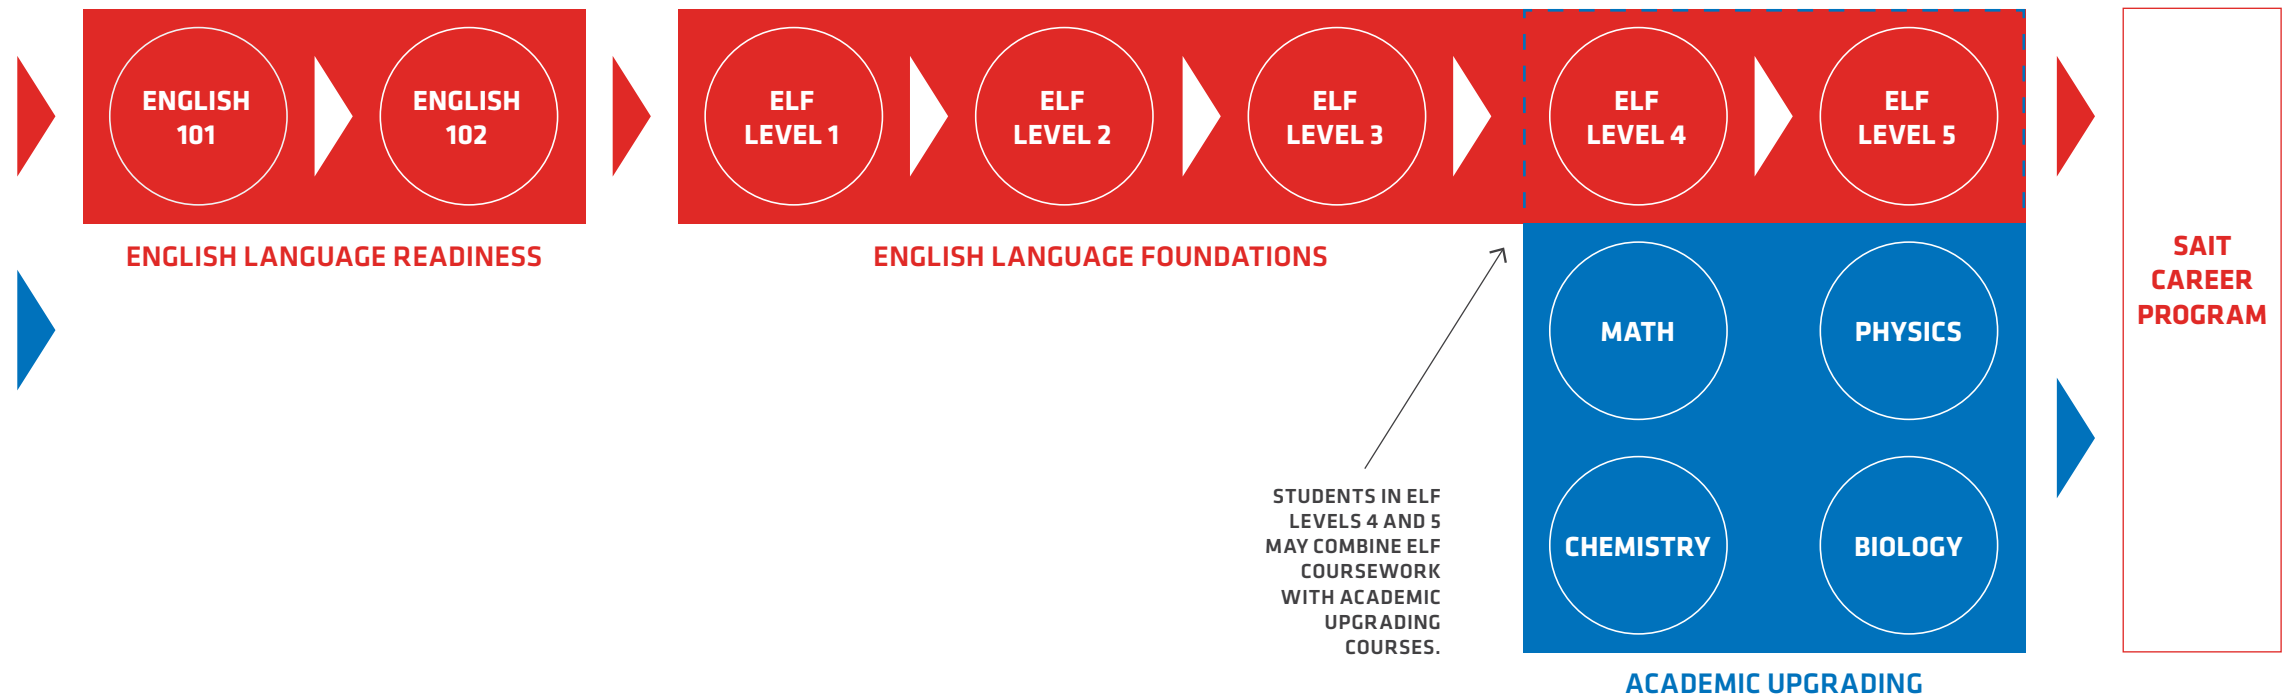 ENGLISH
101
ENGLISH
102
ELF
LEVEL 1
ELF
LEVEL 2
ELF
LEVEL 3
ELF
LEVEL 4
ELF
LEVEL 5
ENGLISH LANGUAGE READINESS
ENGLISH LANGUAGE FOUNDATIONS
MATH
PHYSICS
CHEMISTRY
BIOLOGY
STUDENTS IN ELF
LEVELS 4 AND 5
MAY COMBINE ELF
COURSEWORK
WITH ACADEMIC
UPGRADING
COURSES.
ACADEMIC UPGRADING
SAIT
CAREER
PROGRAM